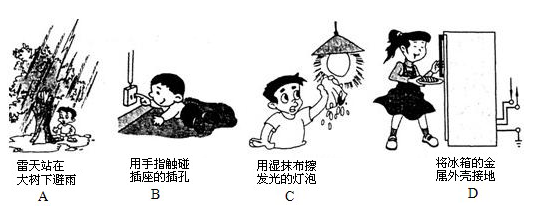 雷天站在
大树下避雨
A
用手指触碰
插座的插孔
B
用湿抹布擦
发光的灯泡
C
将冰箱的金
属外壳接地
D